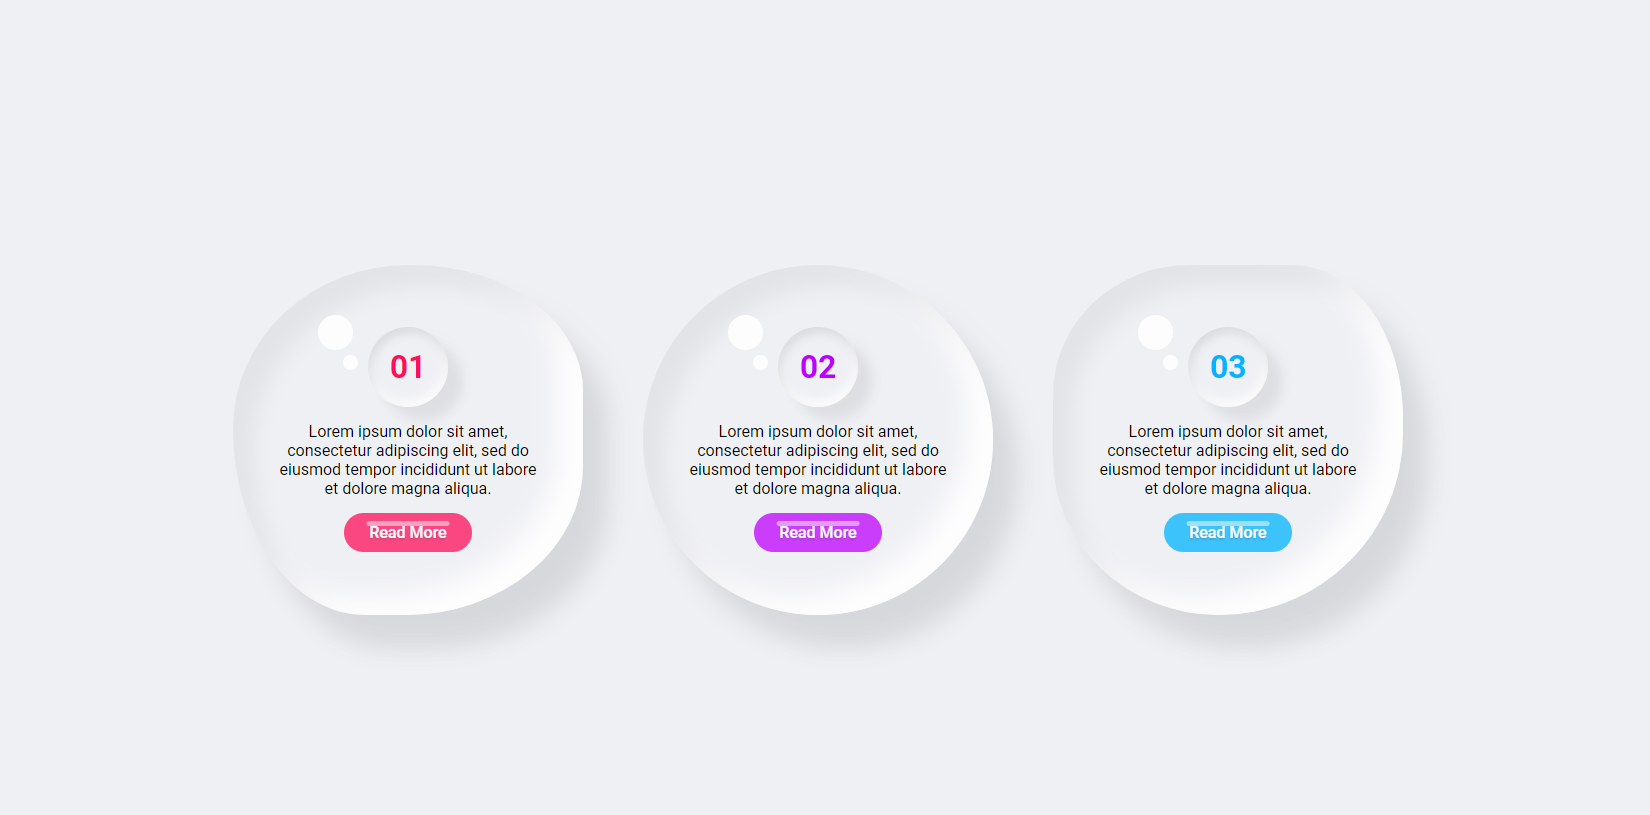 01
Lorem ipsum dolor sit amet,
consectetur adipiscing elit, sed do
eiusmod tempor incididunt ut labore
et dolore magna aliqua.
Read More
02
Lorem ipsum dolor sit amet,
consectetur adipiscing elit, sed do
eiusmod tempor incididunt ut labore
et dolore magna aliqua.
Read More
03
Lorem ipsum dolor sit amet,
consectetur adipiscing elit, sed do
eiusmod tempor incididunt ut labore
et dolore magna aliqua.
Read More